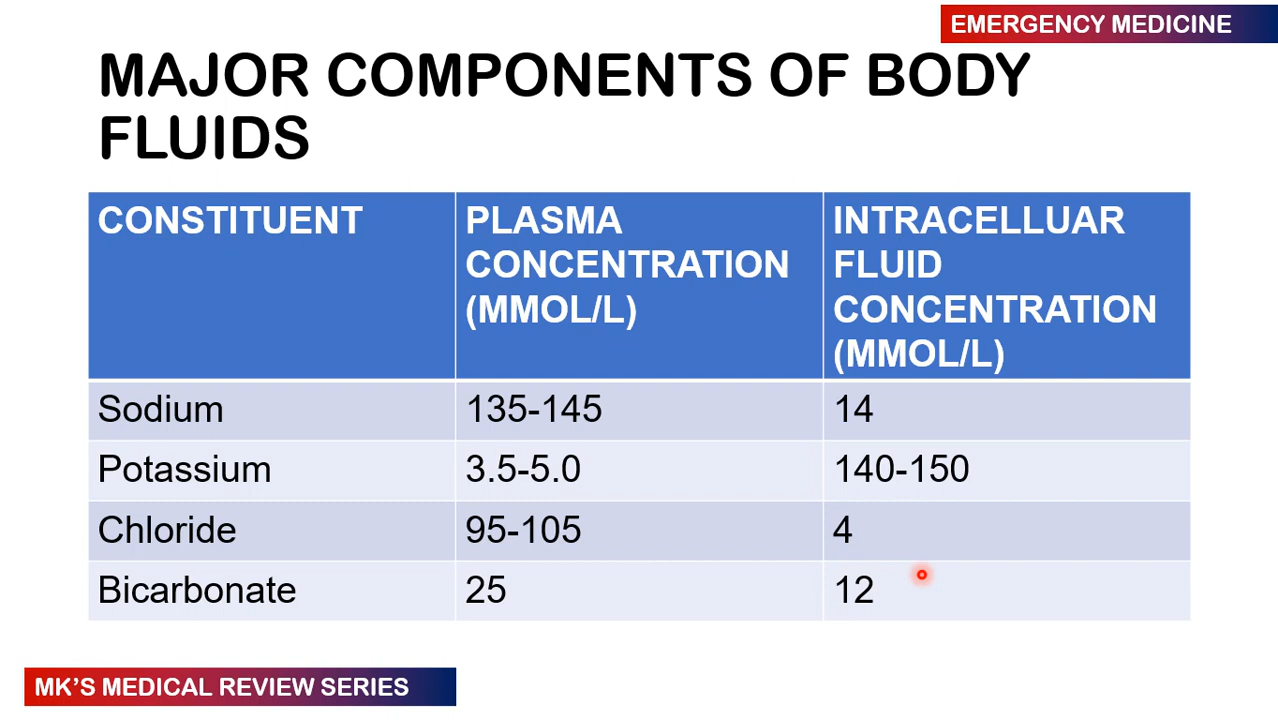 EMERGENCY MEDICINE
MAJOR COMPONENTS OF BODY
FLUIDS
CONSTITUENT
PLASMA
CONCENTRATION
(MMOL/L)
INTRACELLUAR
FLUID
CONCENTRATION
(MMOL/L)
Sodium 135-145 14
Potassium 3.5-5.0 140-150
Chloride 95-105 4
Bicarbonate 25 12
MK'S MEDICAL REVIEW SERIES